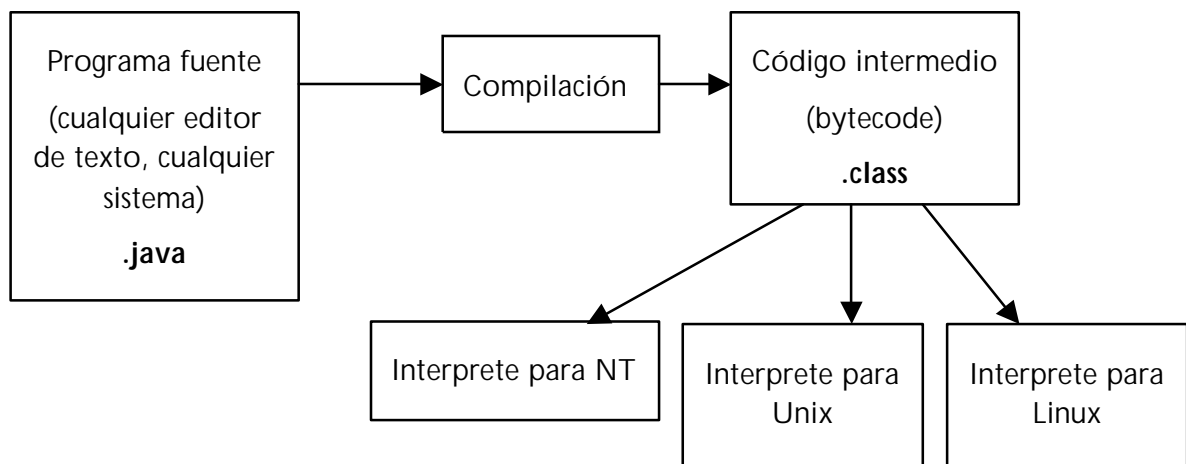 Programa fuente
(cualquier editor
de texto, cualquier
sistema)
.java
Compilación
Código intermedio
(bytecode)
.class
Interprete para NT
Interprete para
Unix
Interprete para
Linux